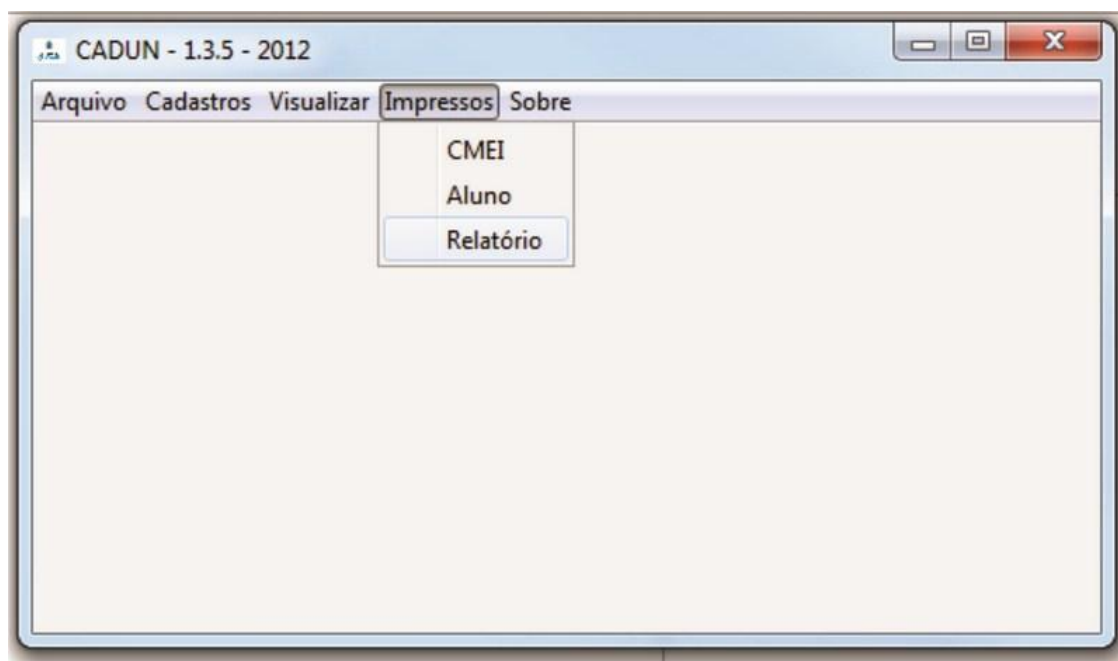 CADUN - 1.3.5 - 2012
Arquivo Cadastros Visualizar Impressos Sobre
CMEI
Aluno
Relatório